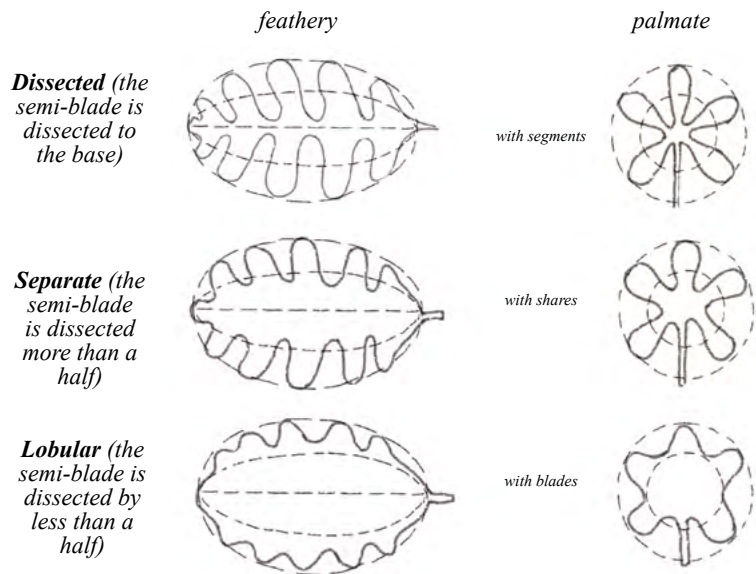 feathery
palmate
Dissected (the
semi-blade is
dissected to
the base)
with segments
Separate (the
semi-blade
is dissected
more than a
half)
with shares
Lobular (the
semi-blade is
dissected by
less than a
half)
with blades